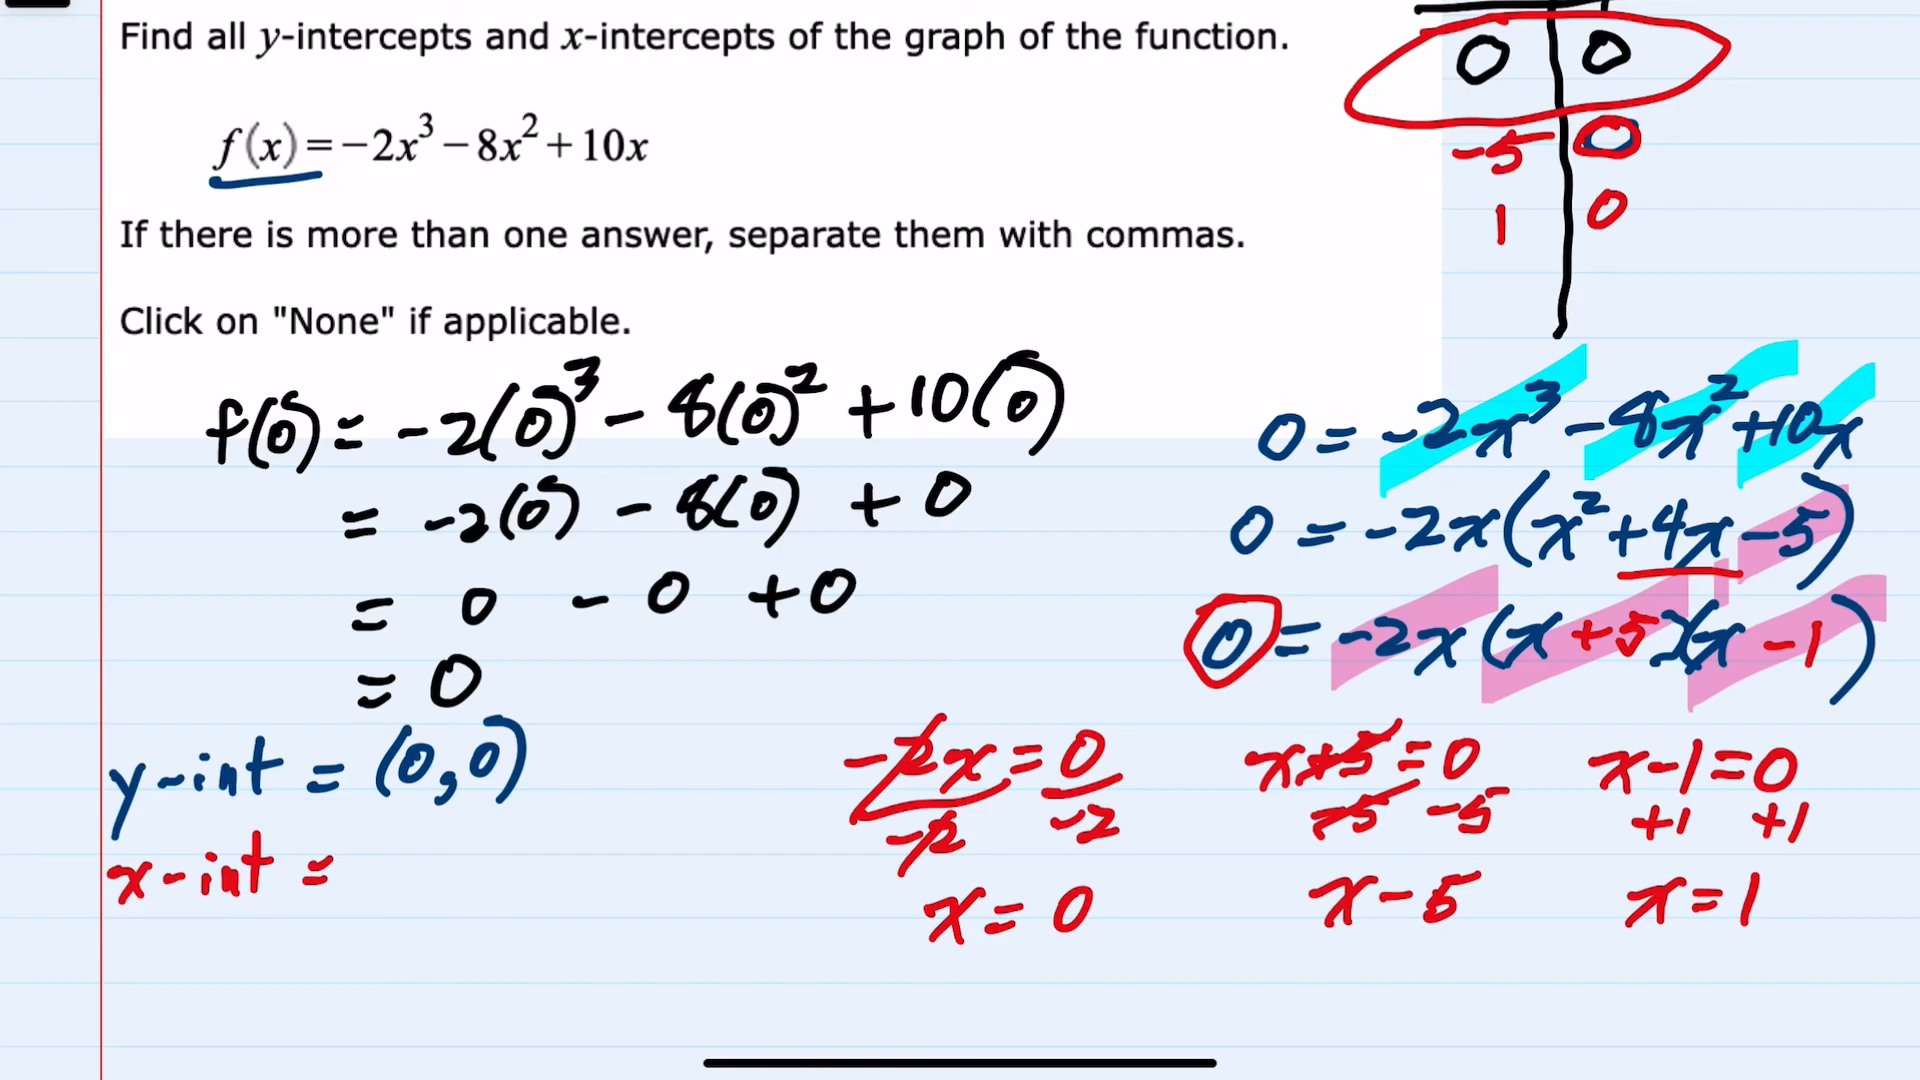 Find all y-intercepts and x-intercepts of the graph of the function.
f(x) = −2x³ − 8x² + 10x
If there is more than one answer, separate them with commas.
Click on "None" if applicable.
0 | 0
-5 | 0
1 | 0
f(0) = -2(0)³ - 8(0)² + 10(0)
= -2(0) - 8(0) + 0
= 0 - 0 + 0
= 0
y-int = (0,0)
x-int =
0 = -2x³ - 8x² + 10x
0 = -2x(x² + 4x - 5)
0 = -2x(x + 5)(x - 1)
-2x = 0
-2 -2
x = 0
x+5 = 0
-5 -5
x - 5
x-1 = 0
+1 +1
x = 1